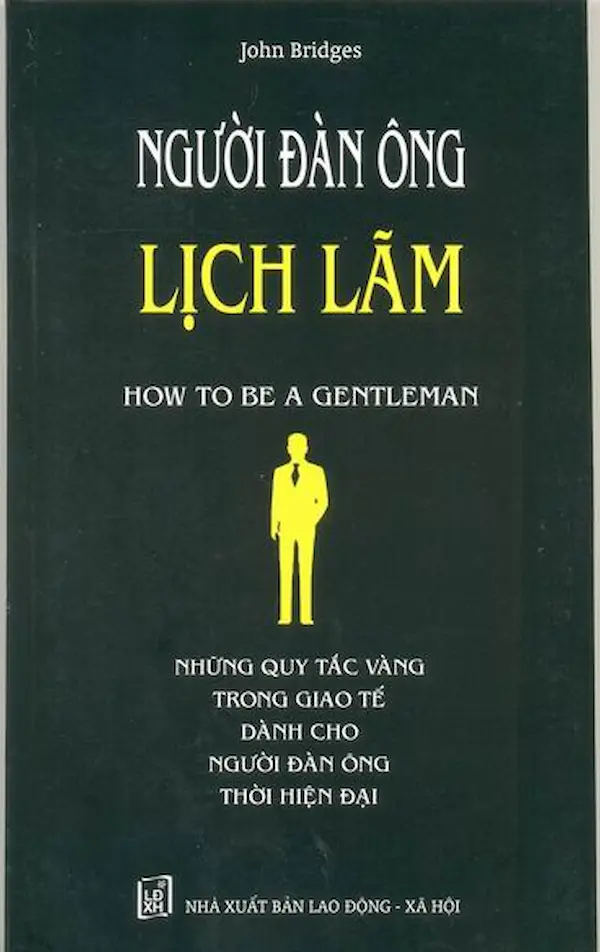 John Bridges
NGƯỜI ĐÀN ÔNG
LỊCH LÃM
HOW TO BE A GENTLEMAN
NHỮNG QUY TẮC VÀNG
TRONG GIAO TẾ
DÀNH CHO
NGƯỜI ĐÀN ÔNG
THỜI HIỆN ĐẠI
LĐ
XH
NHÀ XUẤT BẢN LAO ĐỘNG - XÃ HỘI